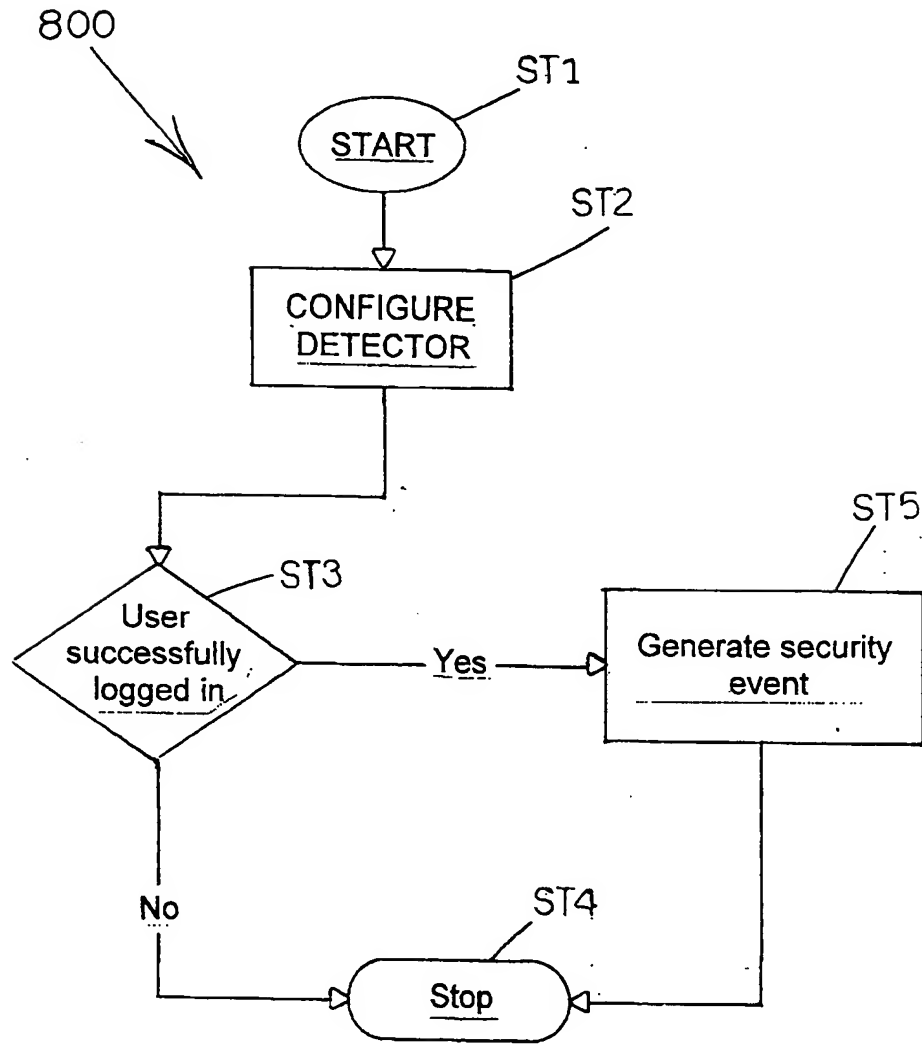 800
ST1
START
ST2
CONFIGURE
DETECTOR
ST3
User
successfully
logged in
Yes
ST5
Generate security
event
No
ST4
Stop